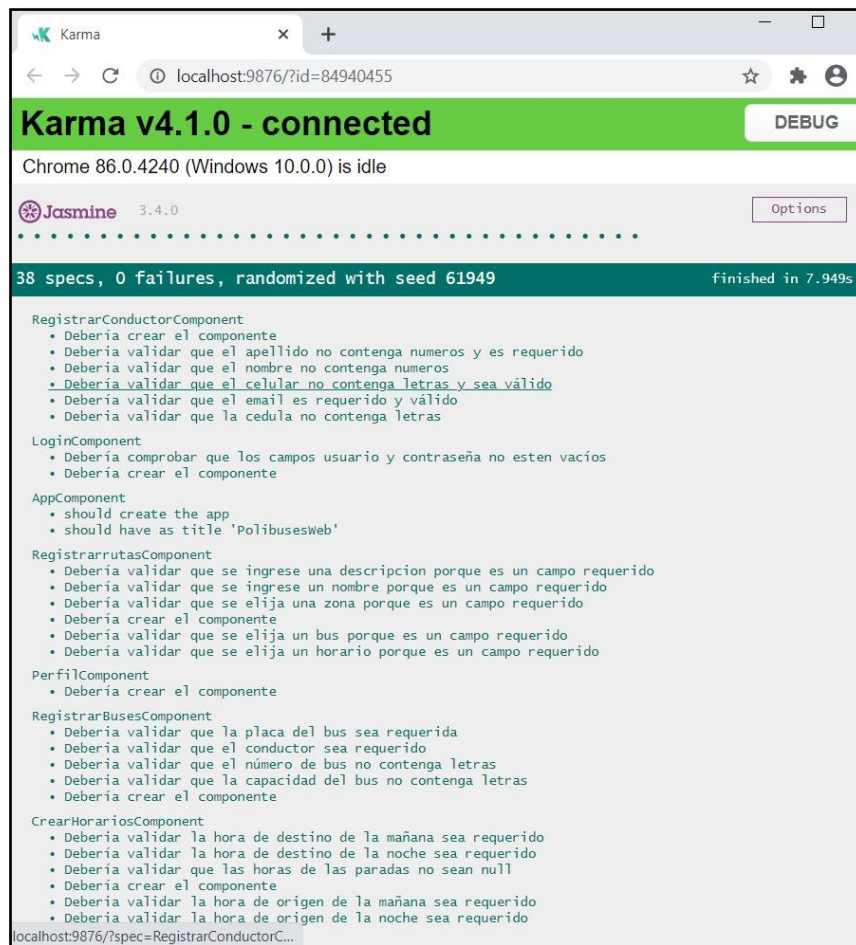 Karma
localhost:9876/?id=84940455
Karma v4.1.0 - connected
DEBUG
Chrome 86.0.4240 (Windows 10.0.0) is idle
Jasmine 3.4.0
Options
38 specs, 0 failures, randomized with seed 61949
finished in 7.949s
RegistrarConductorComponent
• Debería crear el componente
• Deberia validar que el apellido no contenga numeros y es requerido
• Deberia validar que el nombre no contenga numeros
• Deberia validar que el celular no contenga letras y sea válido
• Deberia validar que el email es requerido y válido
• Deberia validar que la cedula no contenga letras
LoginComponent
• Debería comprobar que los campos usuario y contraseña no esten vacíos
• Debería crear el componente
AppComponent
• should create the app
• should have as title 'PolibusesWeb'
RegistrarrutasComponent
• Debería validar que se ingrese una descripcion porque es un campo requerido
• Debería validar que se ingrese un nombre porque es un campo requerido
• Debería validar que se elija una zona porque es un campo requerido
• Debería crear el componente
• Debería validar que se elija un bus porque es un campo requerido
• Debería validar que se elija un horario porque es un campo requerido
PerfilComponent
• Debería crear el componente
RegistrarBusesComponent
• Deberia validar que la placa del bus sea requerida
• Deberia validar que el conductor sea requerido
• Deberia validar que el número de bus no contenga letras
• Deberia validar que la capacidad del bus no contenga letras
• Debería crear el componente
CrearHorariosComponent
• Deberia validar la hora de destino de la mañana sea requerido
• Deberia validar la hora de destino de la noche sea requerido
• Deberia validar que las horas de las paradas no sean null
• Debería crear el componente
• Deberia validar la hora de origen de la mañana sea requerido
• Deberia validar la hora de origen de la noche sea requerido
localhost:9876/?spec=RegistrarConductorC...